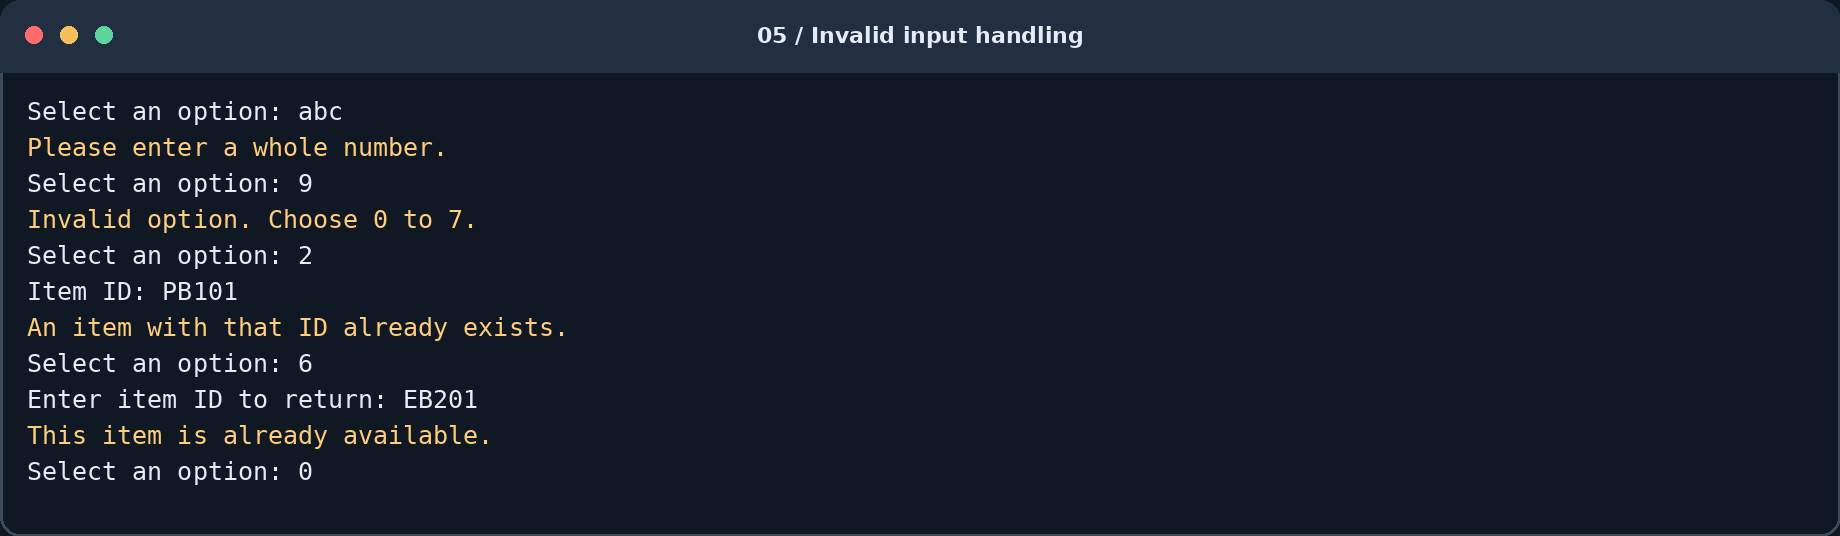 05 / Invalid input handling
Select an option: abc
Please enter a whole number.
Select an option: 9
Invalid option. Choose 0 to 7.
Select an option: 2
Item ID: PB101
An item with that ID already exists.
Select an option: 6
Enter item ID to return: EB201
This item is already available.
Select an option: 0